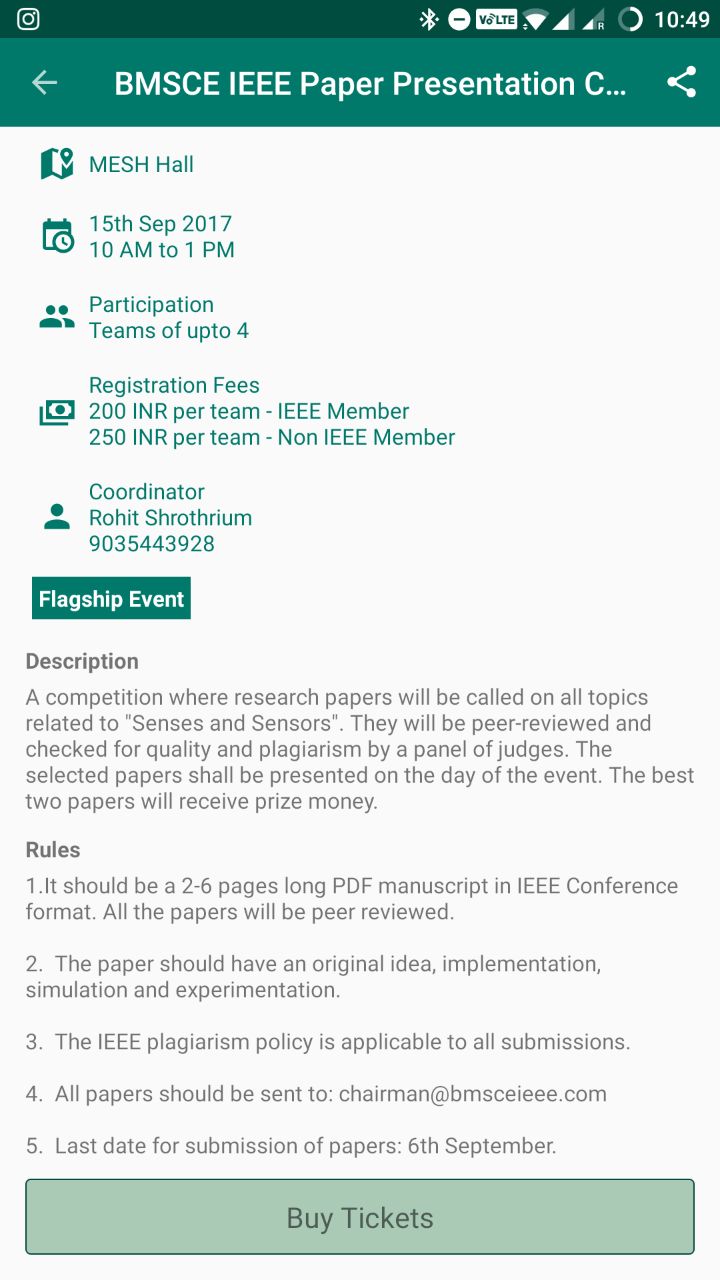 VoLTE R 10:49
BMSCE IEEE Paper Presentation C...
MESH Hall
15th Sep 2017
10 AM to 1 PM
Participation
Teams of upto 4
Registration Fees
200 INR per team - IEEE Member
250 INR per team - Non IEEE Member
Coordinator
Rohit Shrothrium
9035443928
Flagship Event
Description
A competition where research papers will be called on all topics
related to "Senses and Sensors". They will be peer-reviewed and
checked for quality and plagiarism by a panel of judges. The
selected papers shall be presented on the day of the event. The best
two papers will receive prize money.
Rules
1.It should be a 2-6 pages long PDF manuscript in IEEE Conference
format. All the papers will be peer reviewed.
2.  The paper should have an original idea, implementation,
simulation and experimentation.
3.  The IEEE plagiarism policy is applicable to all submissions.
4.  All papers should be sent to: chairman@bmsceieee.com
5.  Last date for submission of papers: 6th September.
Buy Tickets